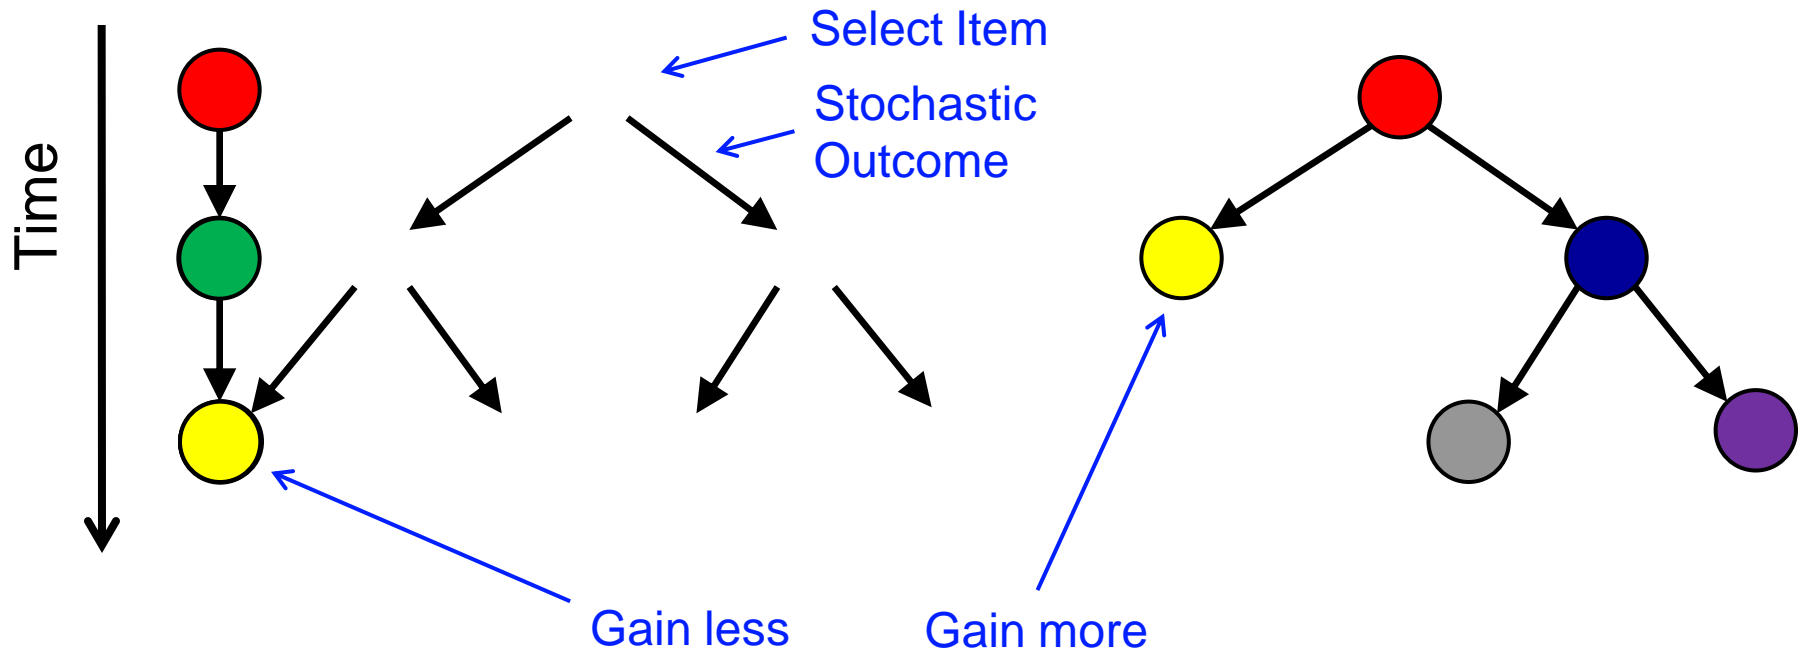 Time
Select Item
Stochastic
Outcome
Gain less
Gain more